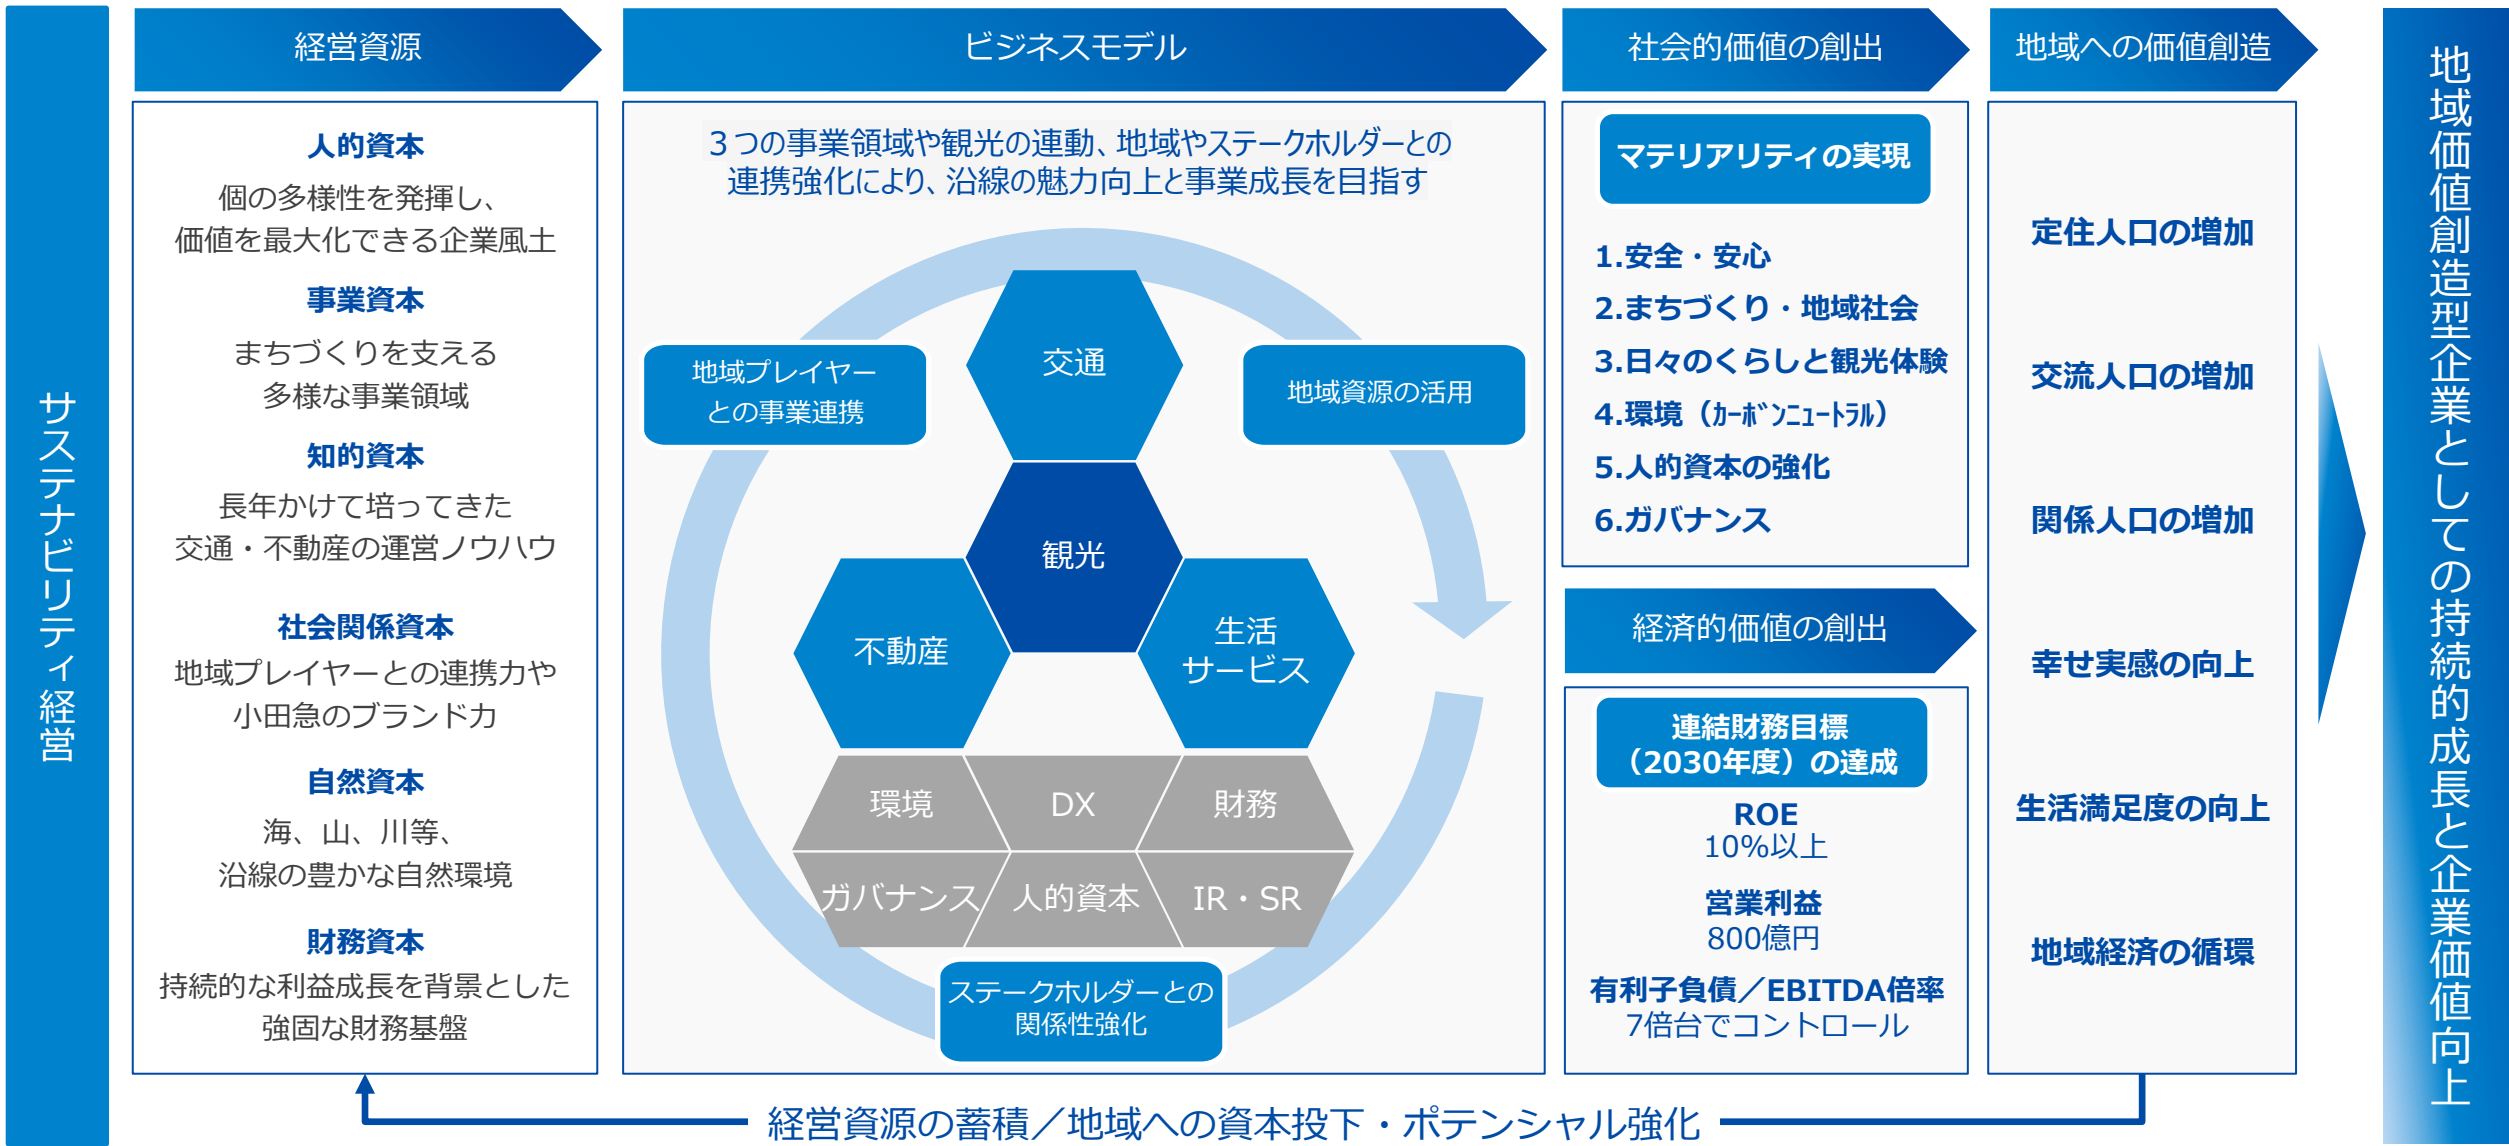 サステナビリティ経営
経営資源
人的資本
個の多様性を発揮し、
価値を最大化できる企業風土
事業資本
まちづくりを支える
多様な事業領域
知的資本
長年かけて培ってきた
交通・不動産の運営ノウハウ
社会関係資本
地域プレイヤーとの連携力や
小田急のブランド力
自然資本
海、山、川等、
沿線の豊かな自然環境
財務資本
持続的な利益成長を背景とした
強固な財務基盤
ビジネスモデル
３つの事業領域や観光の連動、地域やステークホルダーとの
連携強化により、沿線の魅力向上と事業成長を目指す
地域プレイヤー
との事業連携
地域資源の活用
交通
観光
不動産
生活
サービス
環境
DX
財務
ガバナンス
人的資本
IR・SR
ステークホルダーとの
関係性強化
社会的価値の創出
マテリアリティの実現
1.安全・安心
2.まちづくり・地域社会
3.日々のくらしと観光体験
4.環境（ｶｰﾎﾞﾝﾆｭｰﾄﾗﾙ）
5.人的資本の強化
6.ガバナンス
経済的価値の創出
連結財務目標
（2030年度）の達成
ROE
10%以上
営業利益
800億円
有利子負債／EBITDA倍率
7倍台でコントロール
地域への価値創造
定住人口の増加
交流人口の増加
関係人口の増加
幸せ実感の向上
生活満足度の向上
地域経済の循環
地域価値創造型企業としての持続的成長と企業価値向上
経営資源の蓄積／地域への資本投下・ポテンシャル強化